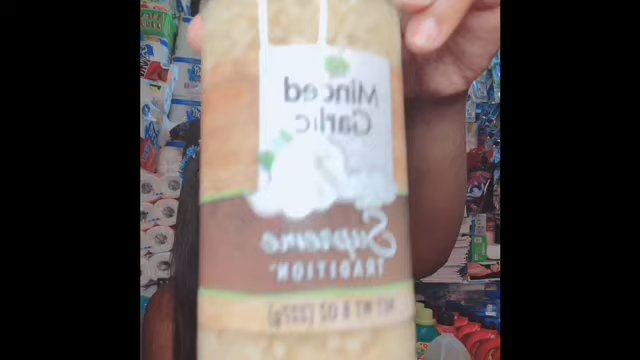 Minced
Garlic
Supreme
TRADITION
NET WT 8 OZ (227g)